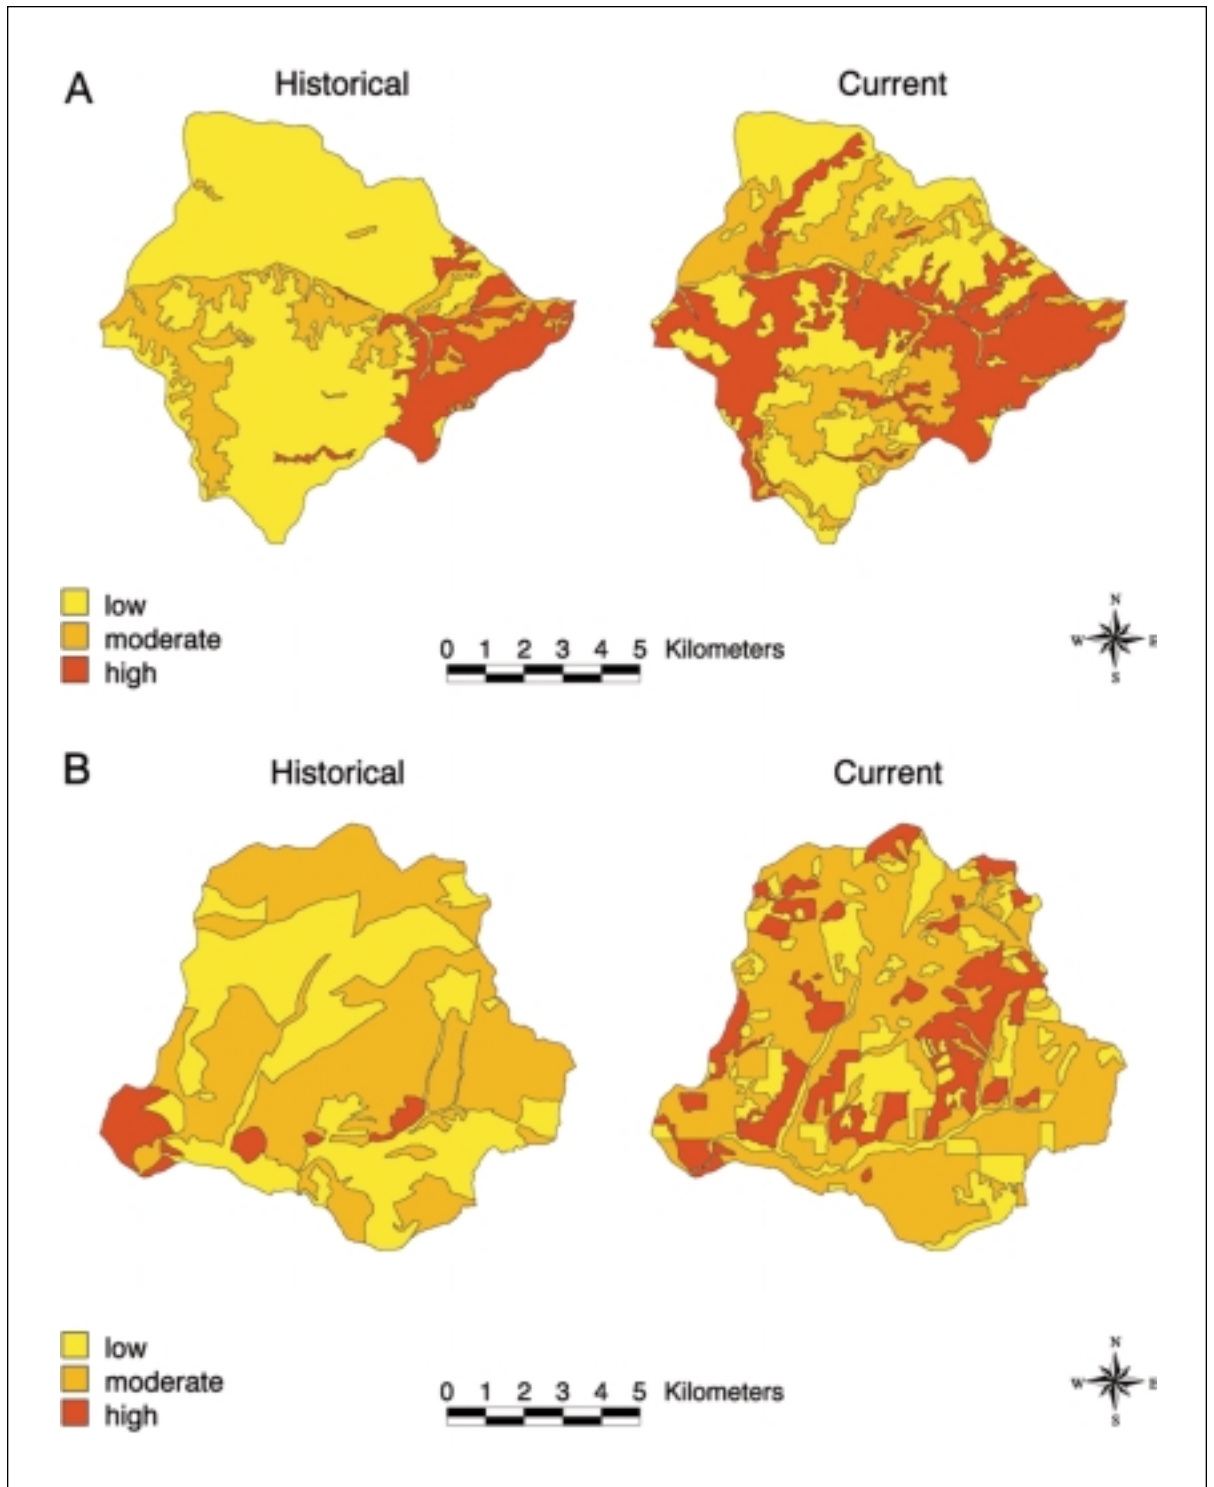 A
Historical
Current
low
moderate
high
0 1 2 3 4 5 Kilometers
N
W E
S
B
Historical
Current
low
moderate
high
0 1 2 3 4 5 Kilometers
N
W E
S